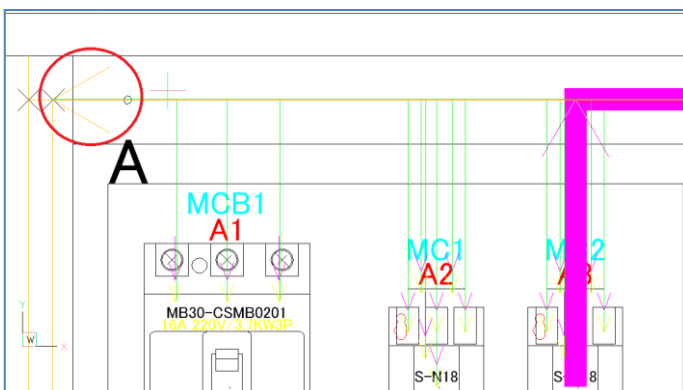 A
MCB1
A1
MC1
A2
MB30-CSMB0201
16A 220V/3.7KW3P
Y
W
X
S-N18